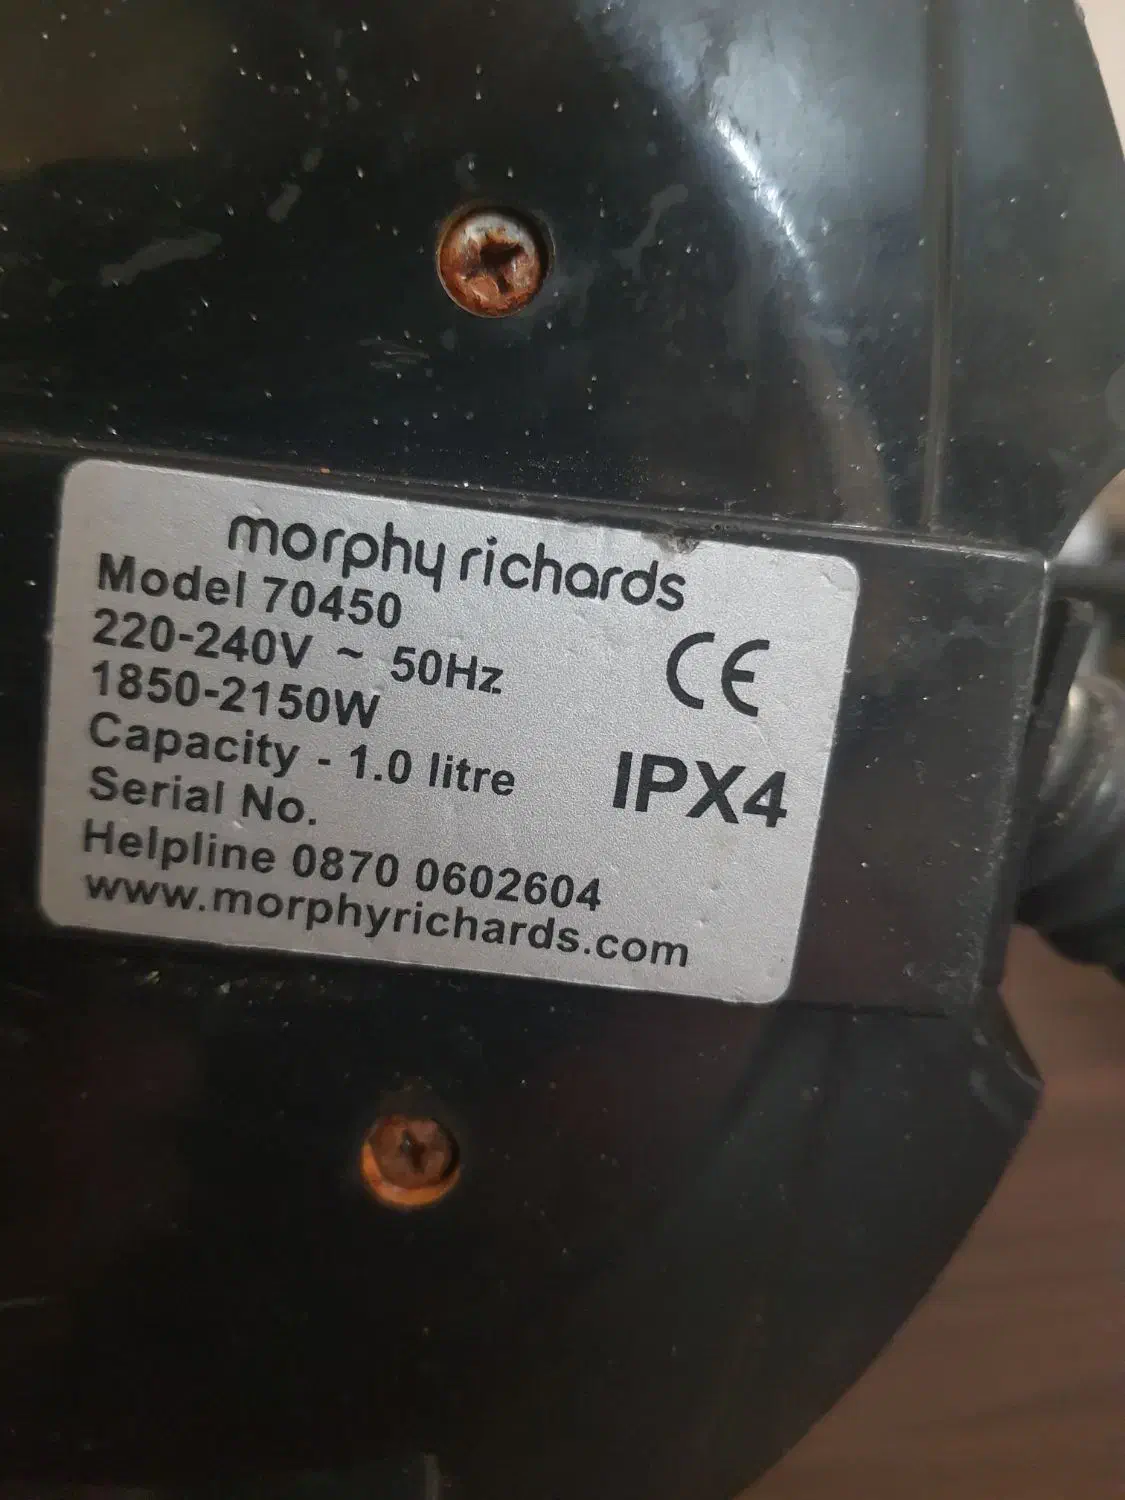 morphy richards
Model 70450
220-240V ~ 50Hz
1850-2150W
CE
Capacity - 1.0 litre
IPX4
Serial No.
Helpline 0870 0602604
www.morphyrichards.com